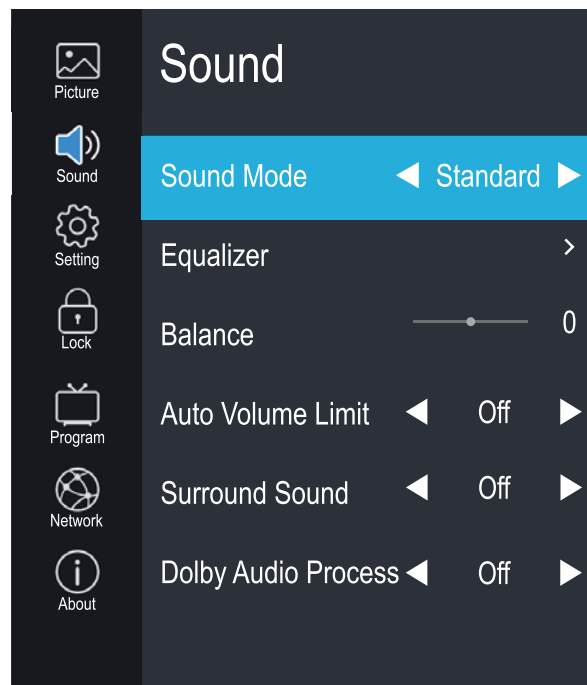 Picture
Sound
Setting
Lock
Program
Network
About
Sound
Sound Mode Standard
Equalizer
Balance 0
Auto Volume Limit Off
Surround Sound Off
Dolby Audio Process Off